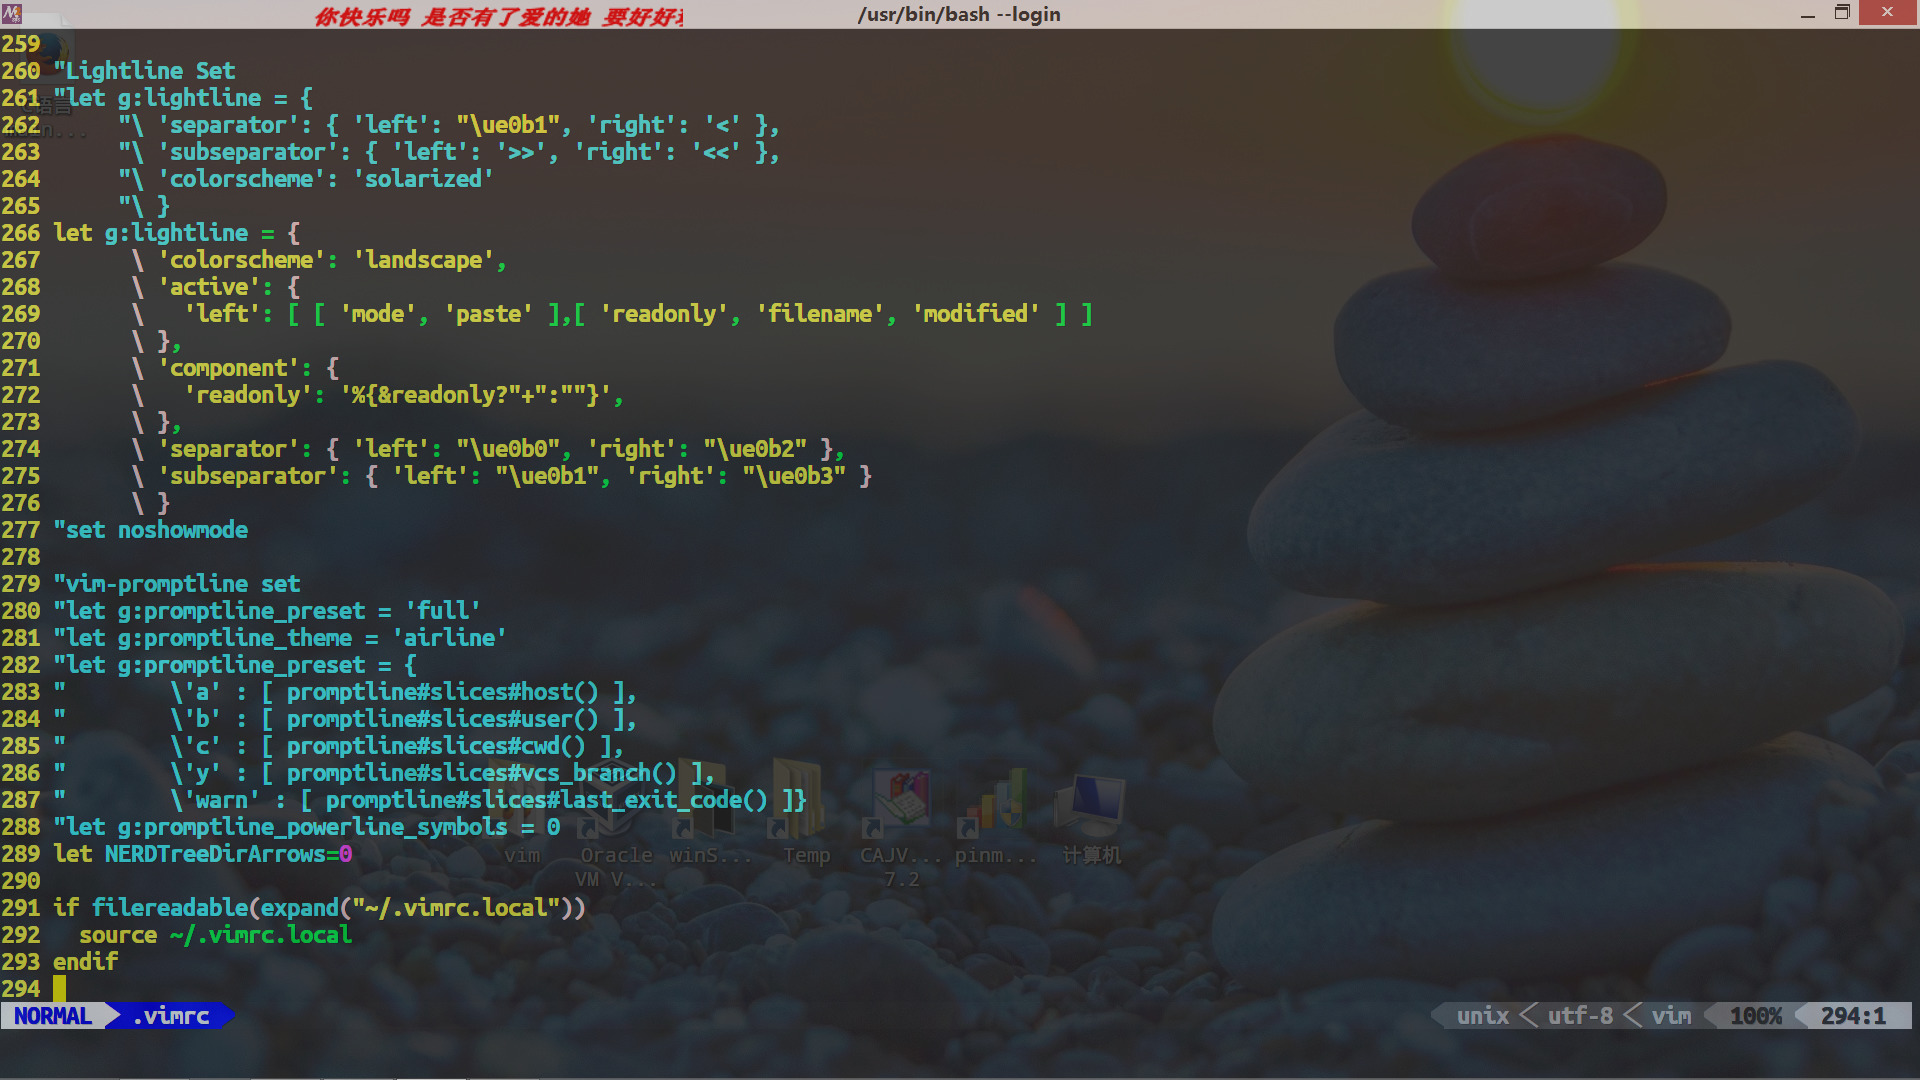 你快乐吗 是否有了爱的她 要好好
/usr/bin/bash --login
259
260 "Lightline Set
261 "let g:lightline = {
262      "\ 'separator': { 'left': "\ue0b1", 'right': '<' },
263      "\ 'subseparator': { 'left': '>>', 'right': '<<' },
264      "\ 'colorscheme': 'solarized'
265      "\ }
266 let g:lightline = {
267       \ 'colorscheme': 'landscape',
268       \ 'active': {
269       \   'left': [ [ 'mode', 'paste' ],[ 'readonly', 'filename', 'modified' ] ]
270       \ },
271       \ 'component': {
272       \   'readonly': '%{&readonly?"+":""}',
273       \ },
274       \ 'separator': { 'left': "\ue0b0", 'right': "\ue0b2" },
275       \ 'subseparator': { 'left': "\ue0b1", 'right': "\ue0b3" }
276       \ }
277 "set noshowmode
278
279 "vim-promptline set
280 "let g:promptline_preset = 'full'
281 "let g:promptline_theme = 'airline'
282 "let g:promptline_preset = {
283 "        \'a' : [ promptline#slices#host() ],
284 "        \'b' : [ promptline#slices#user() ],
285 "        \'c' : [ promptline#slices#cwd() ],
286 "        \'y' : [ promptline#slices#vcs_branch() ],
287 "        \'warn' : [ promptline#slices#last_exit_code() ]}
288 "let g:promptline_powerline_symbols = 0
289 let NERDTreeDirArrows=0
vim Oracle VM V... winS... Temp CAJV... 7.2 pinm... 计算机
290
291 if filereadable(expand("~/.vimrc.local"))
292   source ~/.vimrc.local
293 endif
294
NORMAL .vimrc unix utf-8 vim 100% 294:1